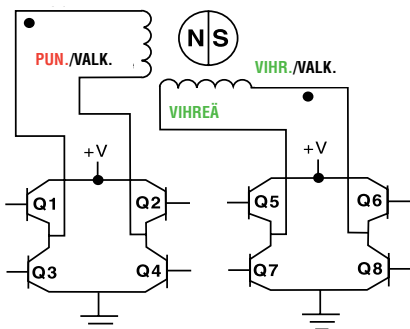 N S
PUN./VALK.
VIHR./VALK.
VIHREÄ
+V
+V
Q1
Q2
Q5
Q6
Q3
Q4
Q7
Q8